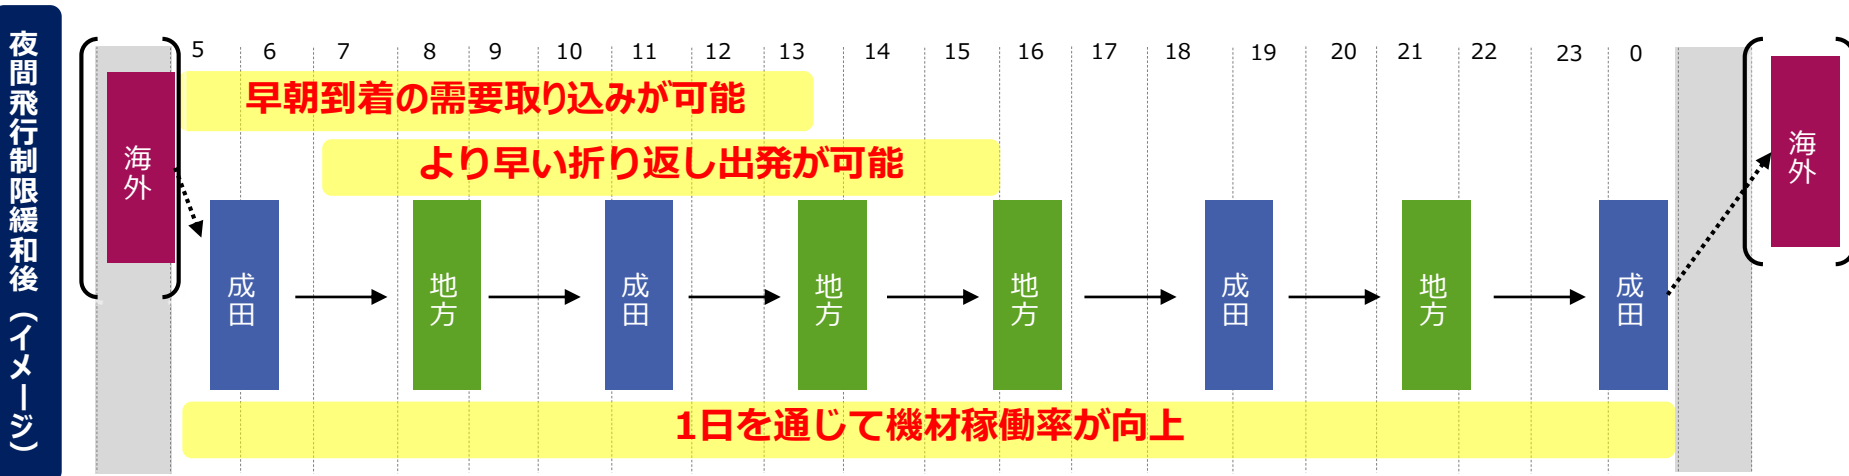 夜間飛行制限緩和後（イメージ）
5 6 7 8 9 10 11 12 13 14 15 16 17 18 19 20 21 22 23 0
早朝到着の需要取り込みが可能
より早い折り返し出発が可能
海外
海外
成田
地方
成田
地方
地方
成田
地方
成田
1日を通じて機材稼働率が向上